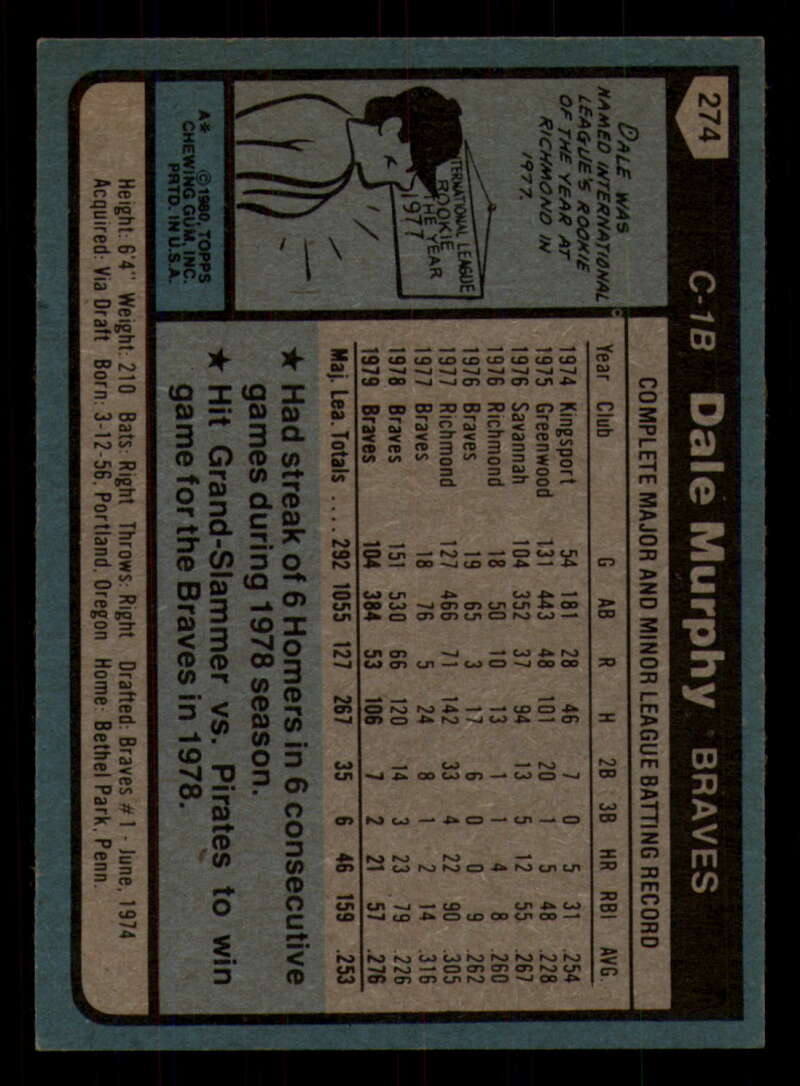 274
C-1B Dale Murphy • BRAVES
DALE WAS
NAMED INTERNATIONAL
LEAGUE'S ROOKIE
OF THE YEAR AT
RICHMOND IN
1977.
TERNATIONAL LEAGUE
ROOKIE
THE YEAR
1977
A* © 1980 TOPPS
CHEWING GUM, INC.
PRTD. IN U.S.A.
COMPLETE MAJOR AND MINOR LEAGUE BATTING RECORD
Year Club G AB R H 2B 3B HR RBI AVG.
1974 Kingsport 54 181 28 46 7 0 5 31 .254
1975 Greenwood 131 443 48 101 20 1 5 48 .228
1976 Savannah 104 352 37 94 13 5 12 55 .267
1976 Richmond 18 50 10 13 1 1 4 8 .260
1976 Braves 19 65 3 17 6 0 0 9 .262
1977 Richmond 127 466 71 142 33 4 22 90 .305
1977 Braves 18 76 5 24 8 1 2 14 .316
1978 Braves 151 530 66 120 14 3 23 79 .226
1979 Braves 104 384 53 106 7 2 21 57 .276
Maj. Lea. Totals .... 292 1055 127 267 35 6 46 159 .253
★ Had streak of 6 Homers in 6 consecutive
games during 1978 season.
★ Hit Grand-Slammer vs. Pirates to win
game for the Braves in 1978.
Height: 6'4" Weight: 210 Bats: Right Throws: Right Drafted: Braves #1 - June, 1974
Acquired: Via Draft Born: 3-12-56, Portland, Oregon Home: Bethel Park, Penn.